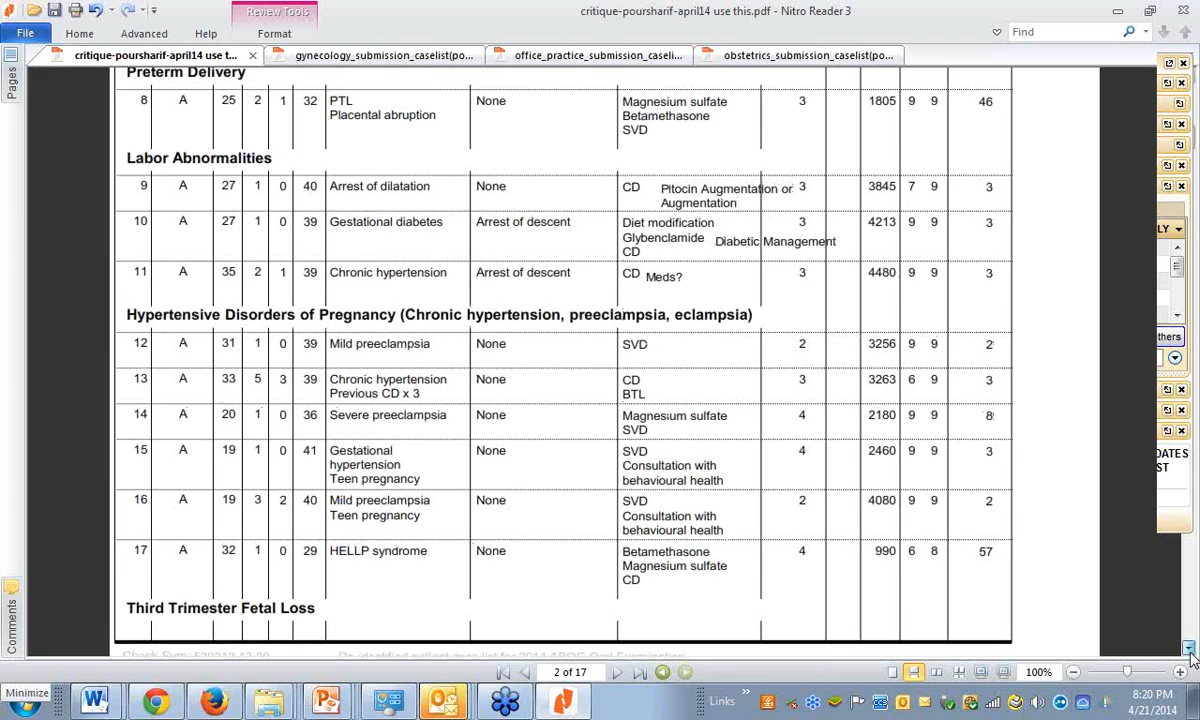 Review Tools
critique-poursharif-april14 use this.pdf - Nitro Reader 3
File Home Advanced Help Format Find
critique-poursharif-april14 use t... gynecology_submission_caselist(po... office_practice_submission_caseli... obstetrics_submission_caselist(po...
Pages
Preterm Delivery
8 A 25 2 1 32 PTL None Magnesium sulfate 3 1805 9 9 46
Placental abruption Betamethasone
SVD
Labor Abnormalities
9 A 27 1 0 40 Arrest of dilatation None CD Pitocin Augmentation or 3 3845 7 9 3
Augmentation
10 A 27 1 0 39 Gestational diabetes Arrest of descent Diet modification 3 4213 9 9 3
Glybenclamide Diabetic Management
CD
11 A 35 2 1 39 Chronic hypertension Arrest of descent CD Meds? 3 4480 9 9 3
Hypertensive Disorders of Pregnancy (Chronic hypertension, preeclampsia, eclampsia)
12 A 31 1 0 39 Mild preeclampsia None SVD 2 3256 9 9 2
13 A 33 5 3 39 Chronic hypertension None CD 3 3263 6 9 3
Previous CD x 3 BTL
14 A 20 1 0 36 Severe preeclampsia None Magnesium sulfate 4 2180 9 9 8
SVD
15 A 19 1 0 41 Gestational None SVD 4 2460 9 9 3
hypertension Consultation with
Teen pregnancy behavioural health
16 A 19 3 2 40 Mild preeclampsia None SVD 2 4080 9 9 2
Teen pregnancy Consultation with
behavioural health
17 A 32 1 0 29 HELLP syndrome None Betamethasone 4 990 6 8 57
Magnesium sulfate
CD
Third Trimester Fetal Loss
Comments
LY
thers
DATES
ST
2 of 17 100%
Minimize
Links
8:20 PM
4/21/2014